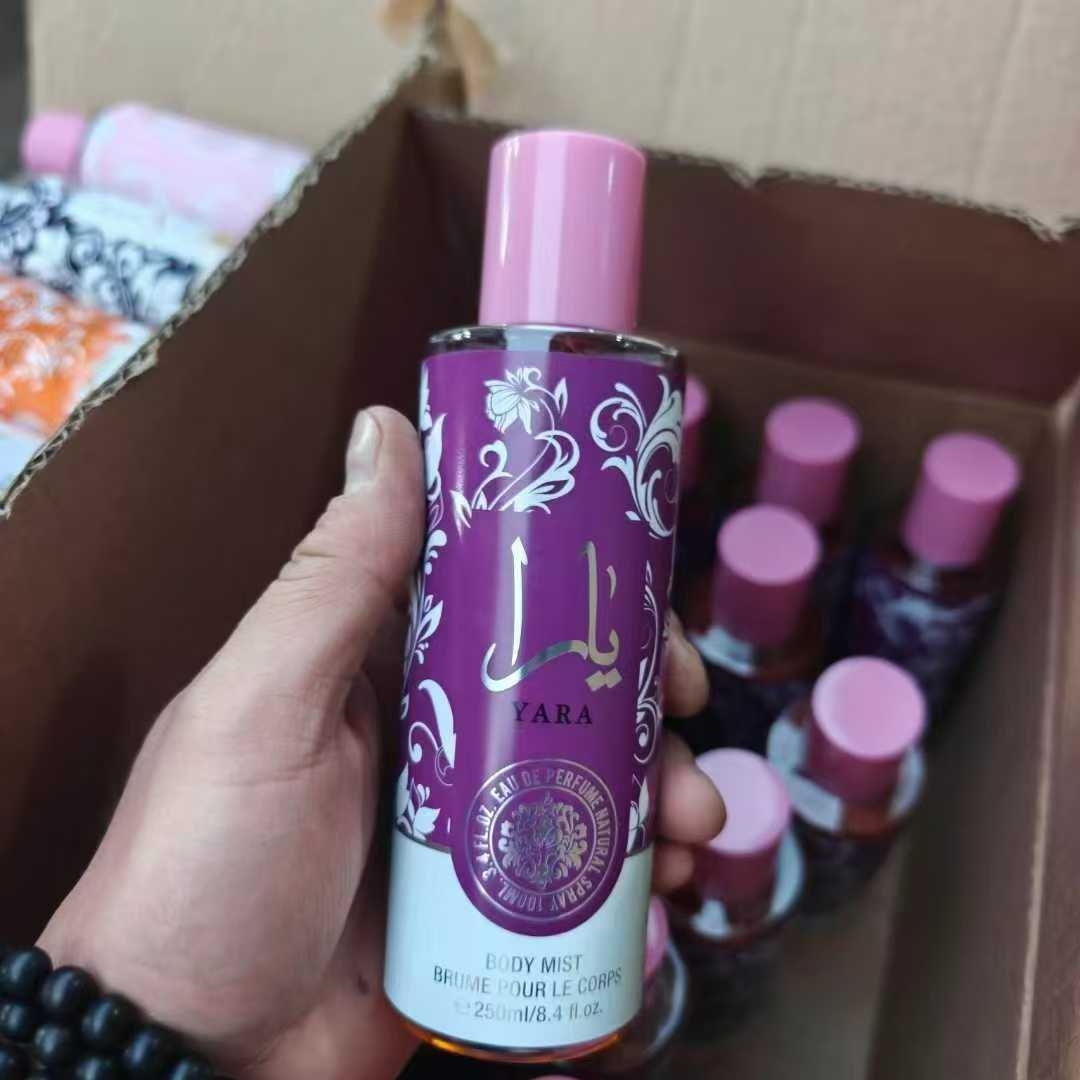 يارا
YARA
EAU DE PERFUME NATURAL SPRAY 100ML. 3.4 FL.OZ.
BODY MIST
BRUME POUR LE CORPS
e 250ml/8.4 fl.oz.